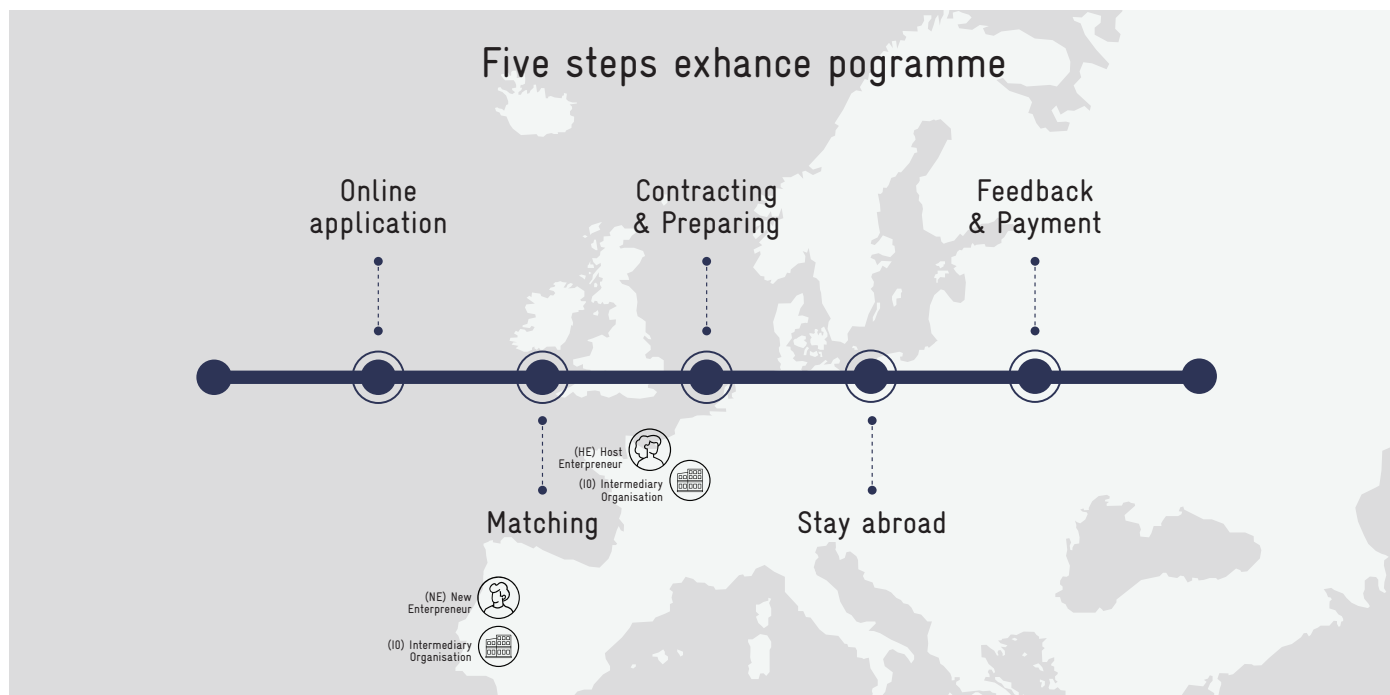 Five steps exhance pogramme
Online
application
Contracting
& Preparing
Feedback
& Payment
(HE) Host
Enterpreneur
(IO) Intermediary
Organisation
Matching
Stay abroad
(NE) New
Enterpreneur
(IO) Intermediary
Organisation